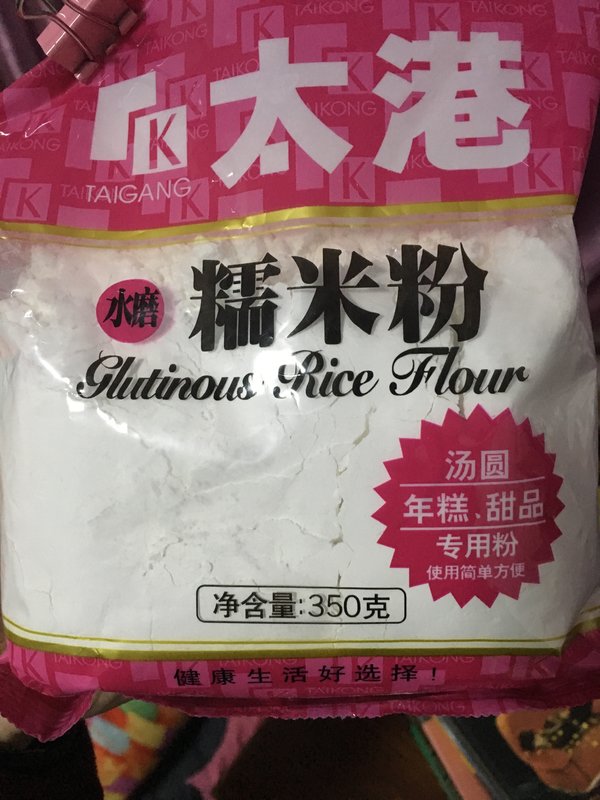 TAIKONG
K
太港
TAIGANG
水磨
糯米粉
Glutinous Rice Flour
汤圆
年糕、甜品
专用粉
使用简单方便
净含量:350克
健康生活好选择!